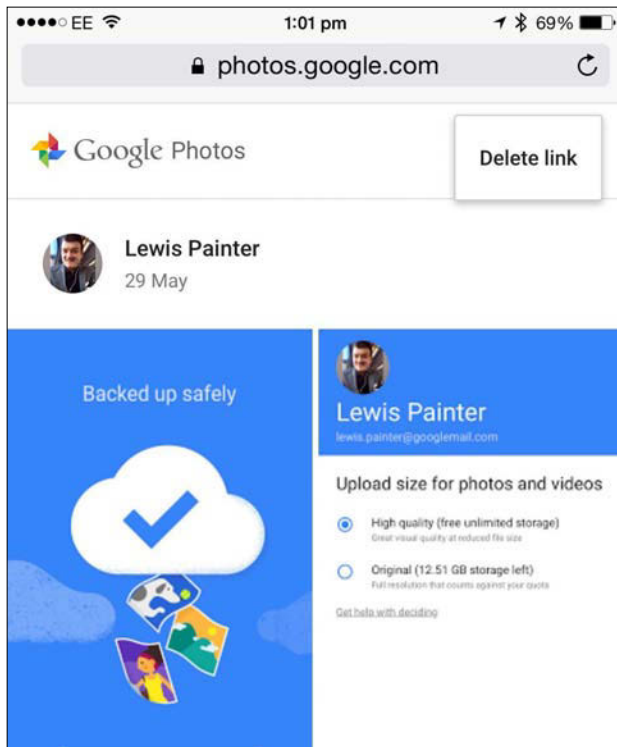 EE 1:01 pm 69%
photos.google.com
Google Photos
Delete link
Lewis Painter
29 May
Backed up safely
Lewis Painter
lewis.painter@googlemail.com
Upload size for photos and videos
High quality (free unlimited storage)
Great visual quality at reduced file size
Original (12.51 GB storage left)
Full resolution that counts against your quota
Get help with deciding